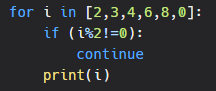 for i in [2,3,4,6,8,0]:
    if (i%2!=0):
        continue
    print(i)